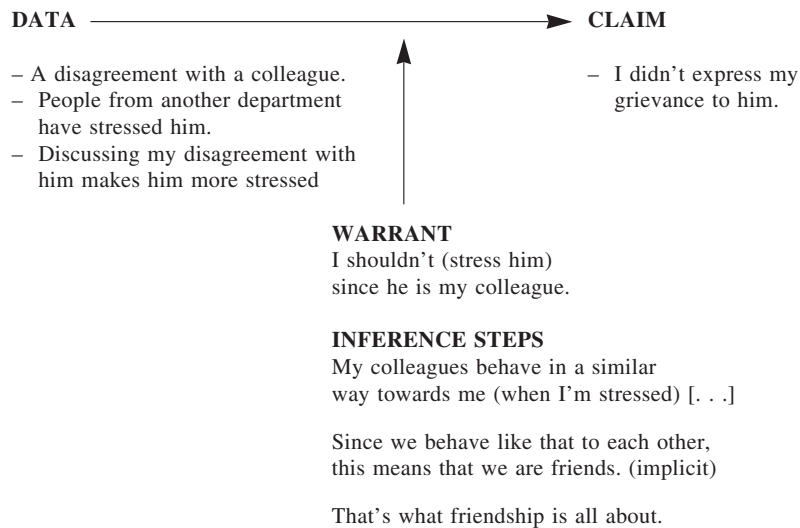 DATA
CLAIM
– A disagreement with a colleague.
– People from another department
have stressed him.
– Discussing my disagreement with
him makes him more stressed
– I didn't express my
grievance to him.
WARRANT
I shouldn't (stress him)
since he is my colleague.
INFERENCE STEPS
My colleagues behave in a similar
way towards me (when I'm stressed) [. . .]
Since we behave like that to each other,
this means that we are friends. (implicit)
That's what friendship is all about.